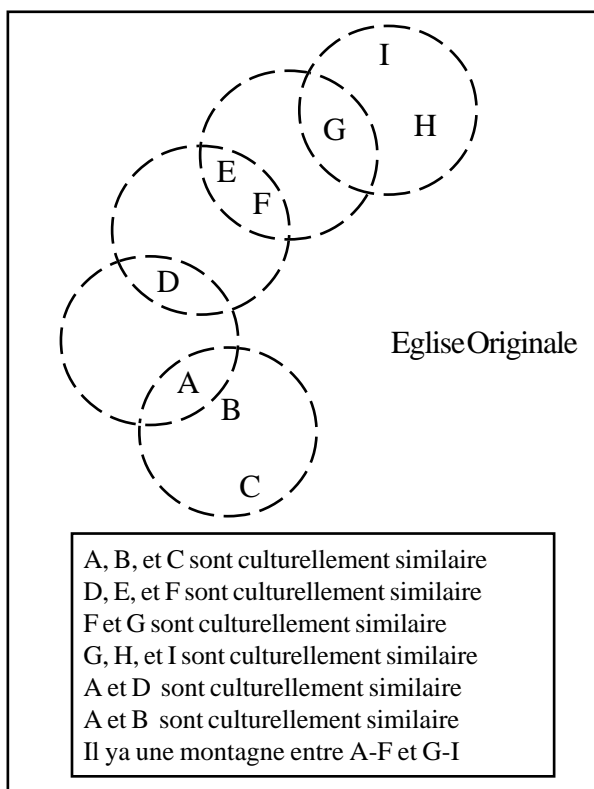 I
G
H
E
F
D
EgliseOriginale
A
B
C
A, B, et C sont culturellement similaire
D, E, et F sont culturellement similaire
F et G sont culturellement similaire
G, H, et I sont culturellement similaire
A et D sont culturellement similaire
A et B sont culturellement similaire
Il ya une montagne entre A-F et G-I